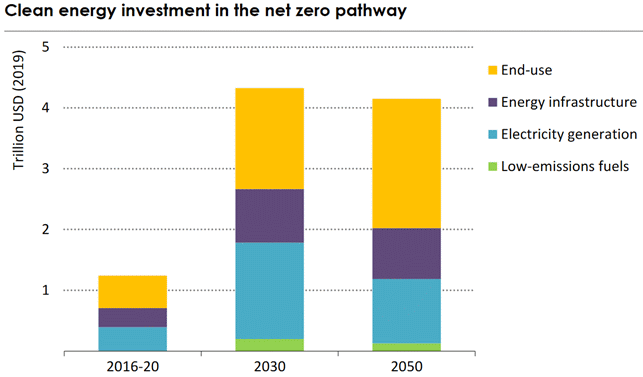 Clean energy investment in the net zero pathway
Trillion USD (2019)
5
4
3
2
1
2016-20
2030
2050
End-use
Energy infrastructure
Electricity generation
Low-emissions fuels